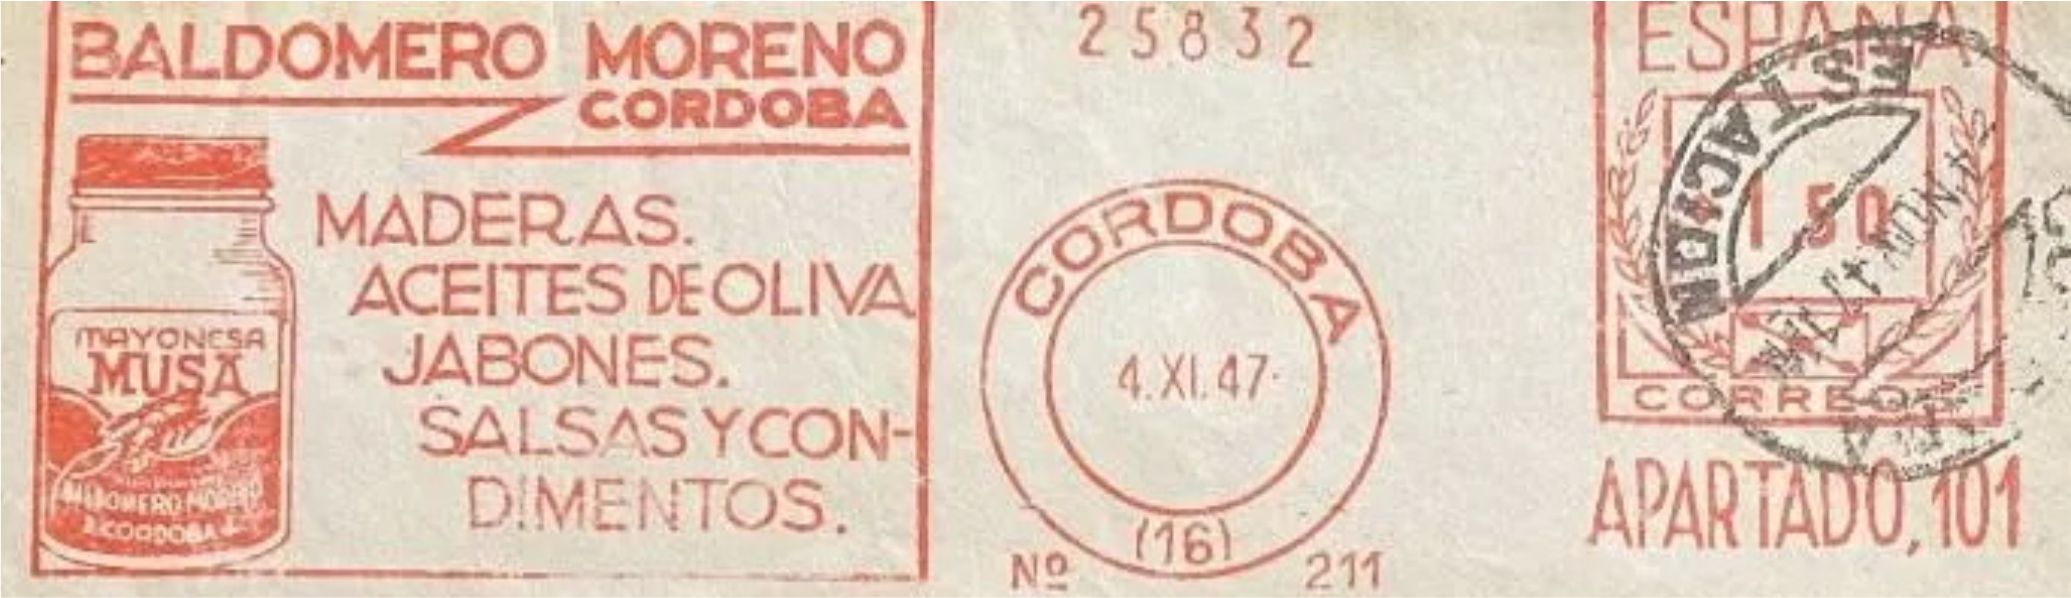 BALDOMERO MORENO
CORDOBA
MADERAS.
ACEITES DE OLIVA
JABONES.
SALSAS Y CON-
DIMENTOS.
MAYONESA
MUSA
BALDOMERO MORENO
CORDOBA
25832
CORDOBA
4.XI.47
(16)
Nº 211
ESPAÑA
1 50
CORREOS
APARTADO, 101
ESTACION